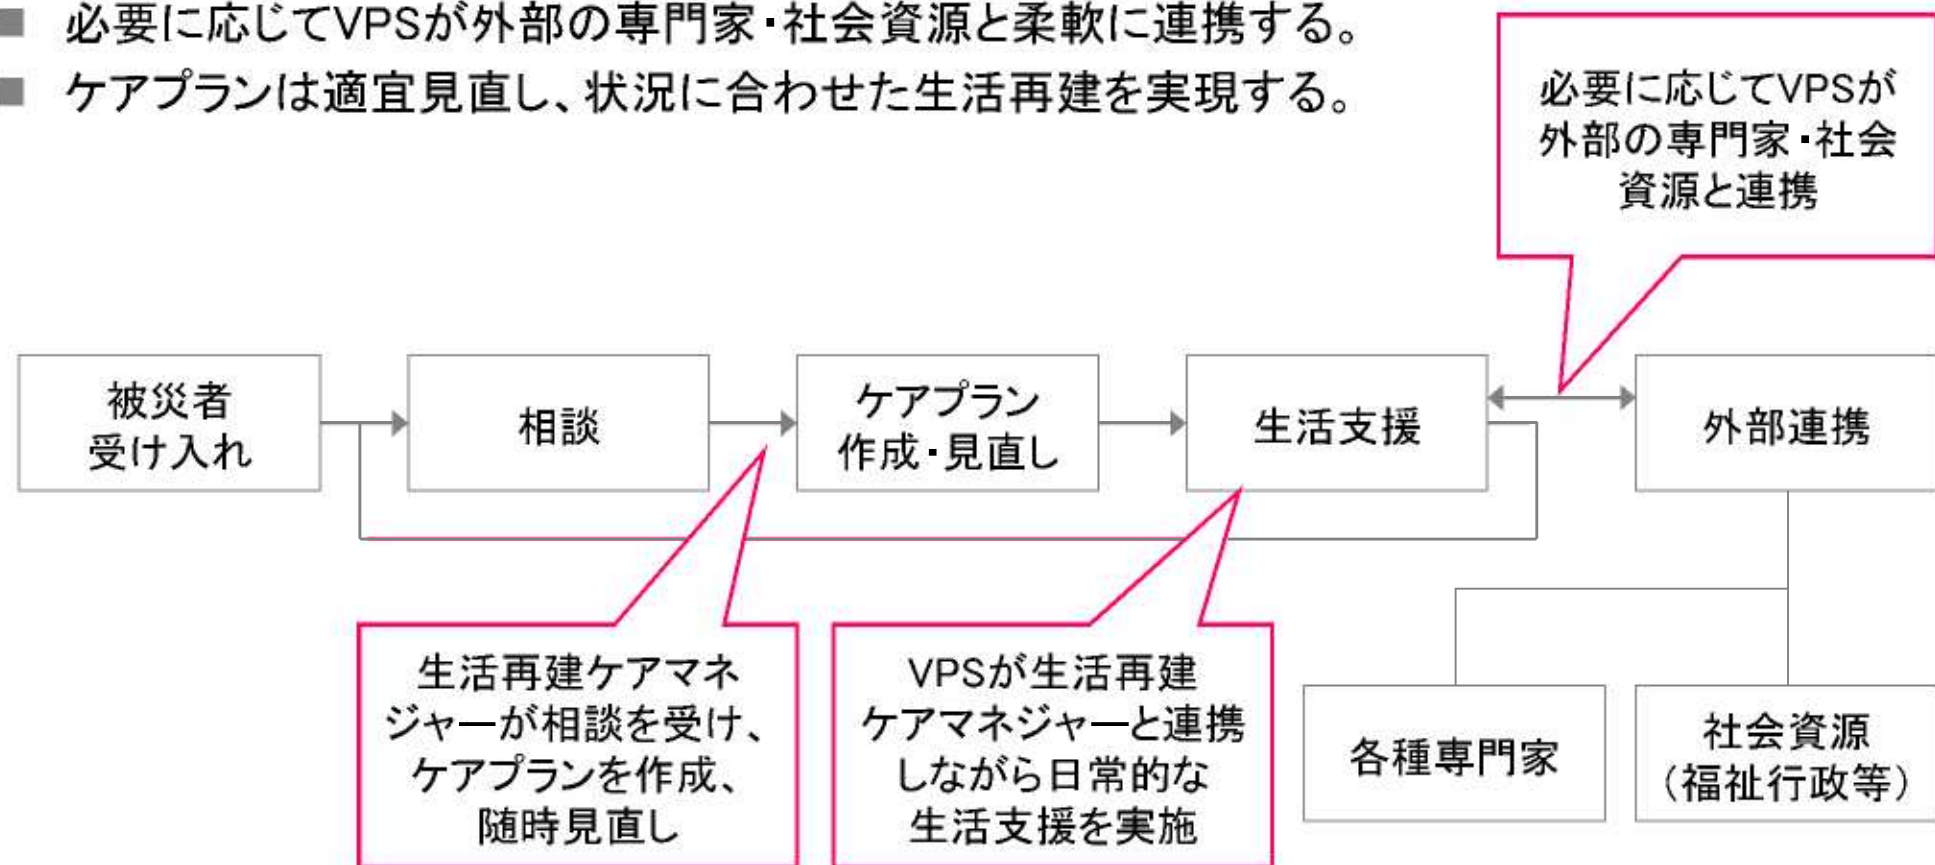 ■ 必要に応じてVPSが外部の専門家・社会資源と柔軟に連携する。
■ ケアプランは適宜見直し、状況に合わせた生活再建を実現する。
必要に応じてVPSが
外部の専門家・社会
資源と連携
被災者
受け入れ
相談
ケアプラン
作成・見直し
生活支援
外部連携
生活再建ケアマネ
ジャーが相談を受け、
ケアプランを作成、
随時見直し
VPSが生活再建
ケアマネジャーと連携
しながら日常的な
生活支援を実施
各種専門家
社会資源
（福祉行政等）